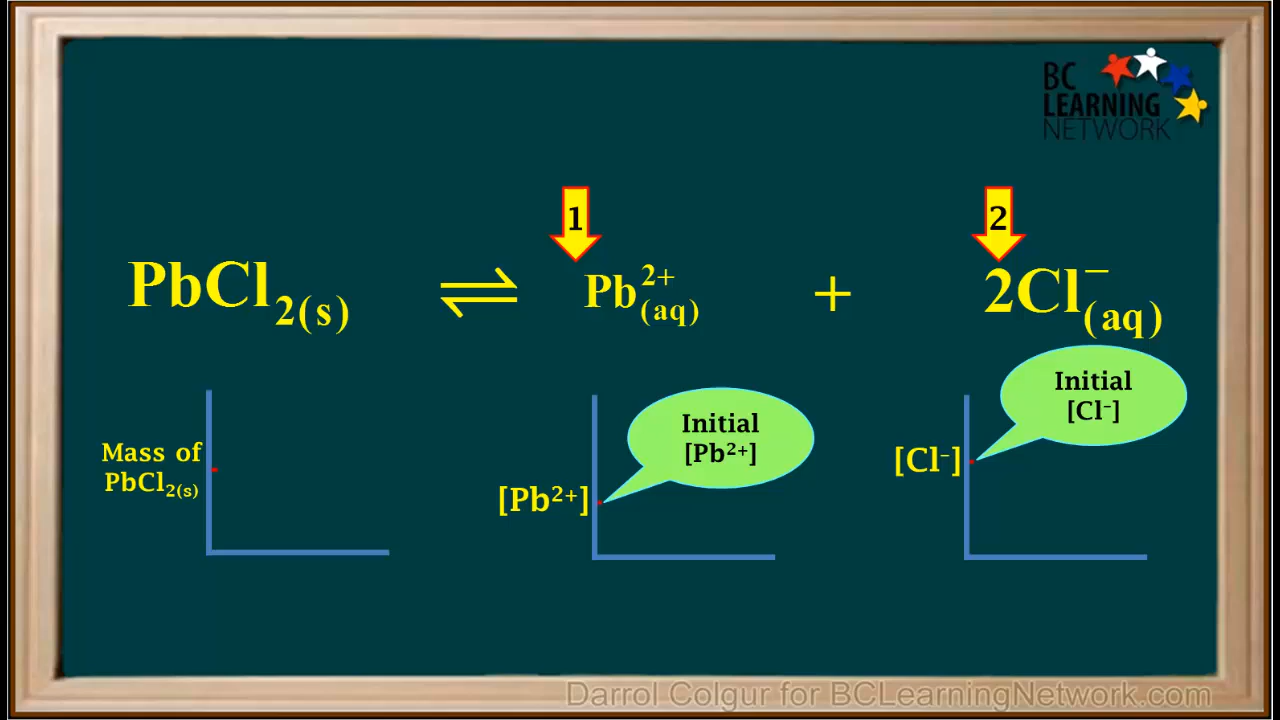 BC
LEARNING
NETWORK
1
2
PbCl₂₍s₎ ⇌ Pb²⁺(aq) + 2Cl⁻(aq)
Initial
[Cl⁻]
Initial
[Pb²⁺]
Mass of
PbCl₂₍s₎
[Pb²⁺]
[Cl⁻]
Darrol Colgur for BCLearningNetwork.com